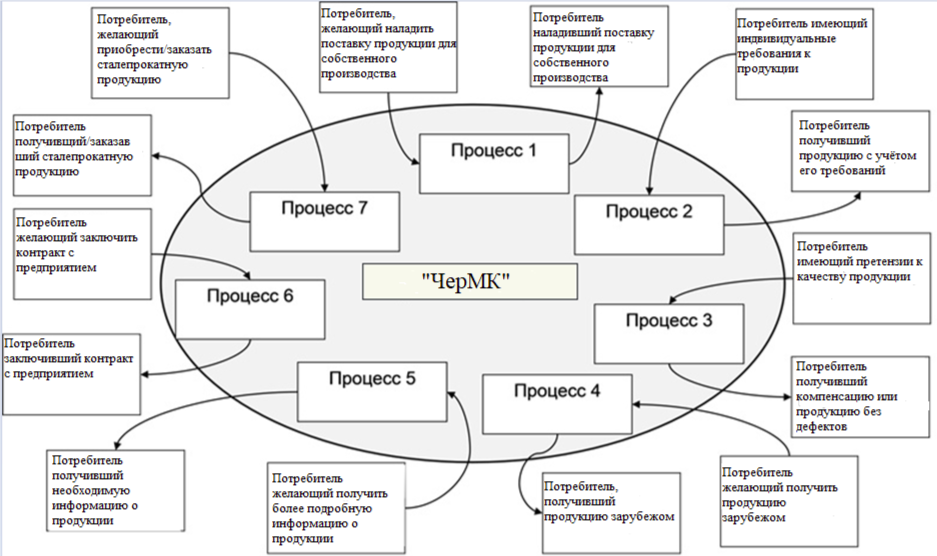 Потребитель,
желающий
приобрести/заказать
сталепрокатную
продукцию
Потребитель,
желающий наладить
поставку продукции для
собственного
производства
Потребитель
наладивший поставку
продукции для
собственного
производства
Потребитель имеющий
индвивидуальные
требования к
продукции
Потребитель
получивщий/заказав
ший сталепрокатную
продукцию
Процесс 1
Потребитель
получивший
продукцию с учётом
его требований
Процесс 7
Процесс 2
Потребитель
желающий заключить
контракт с
предприятием
"ЧерМК"
Потребитель
имеющий претензии к
качеству продукции
Процесс 6
Процесс 3
Потребитель
заключивший контракт
с предприятием
Процесс 5
Процесс 4
Потребитель
получивший
компенсацию или
продукцию без
дефектов
Потребитель
получивший
необходимую
информацию о
продукции
Потребитель
желающий получить
более подробную
информацию о
продукции
Потребитель,
получивший
продукцию зарубежом
Потребитель
желающий получить
продукцию
зарубежом